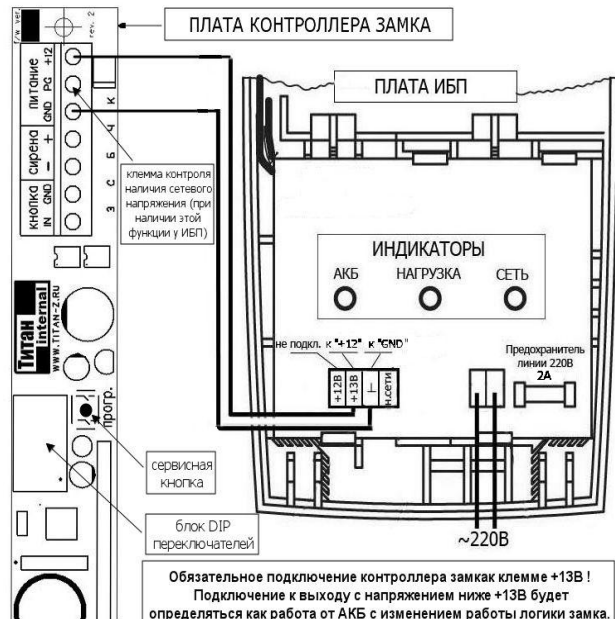 f/w ver.
rev. 2
ПЛАТА КОНТРОЛЛЕРА ЗАМКА
питание
+12
PG
GND
сирена
+
–
кнопка
GND
IN
К
Ч
Б
С
З
клемма контроля
наличия сетевого
напряжения (при
наличии этой
функции у ИБП)
ПЛАТА ИБП
ИНДИКАТОРЫ
АКБ
НАГРУЗКА
СЕТЬ
не подкл.
к "+12"
к "GND"
+12В
+13В
⊥
н.сети
Предохранитель
линии 220В
2А
Титан
internal
WWW.TITAN-Z.RU
прогр.
сервисная
кнопка
блок DIP
переключателей
~220В
Обязательное подключение контроллера замкак клемме +13В !
Подключение к выходу с напряжением ниже +13В будет
определяться как работа от АКБ с изменением работы логики замка.